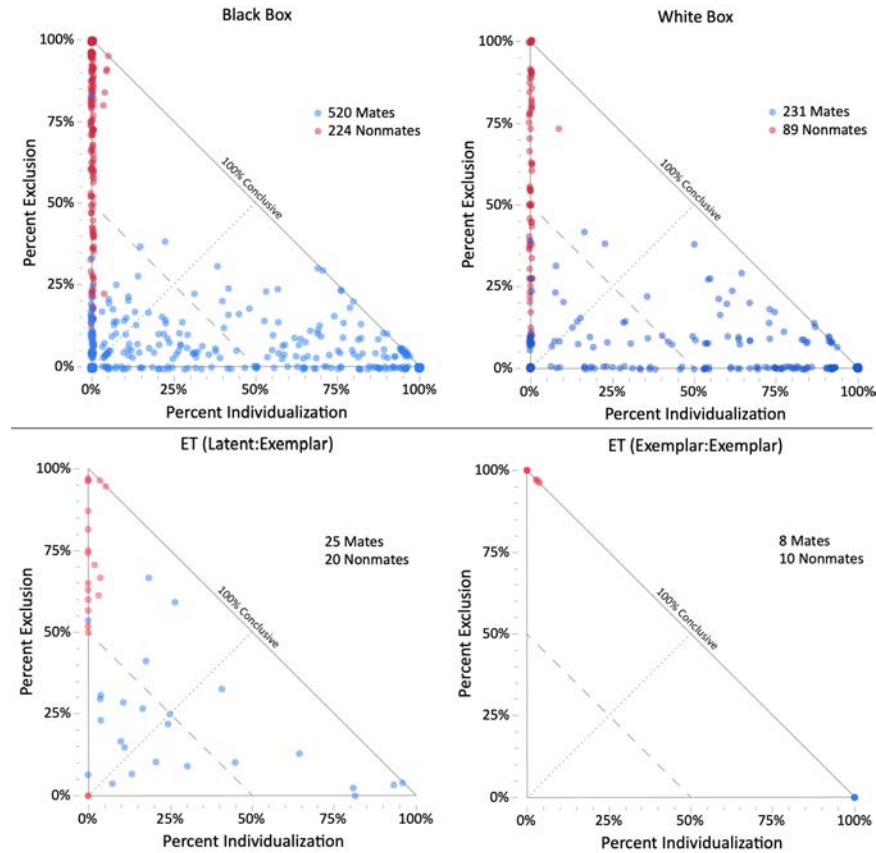 Black Box
100%
75%
50%
25%
0%
Percent Exclusion
520 Mates
224 Nonmates
100% Conclusive
0% 25% 50% 75% 100%
Percent Individualization
White Box
100%
75%
50%
25%
0%
Percent Exclusion
231 Mates
89 Nonmates
100% Conclusive
0% 25% 50% 75% 100%
Percent Individualization
ET (Latent:Exemplar)
100%
75%
50%
25%
0%
Percent Exclusion
25 Mates
20 Nonmates
100% Conclusive
0% 25% 50% 75% 100%
Percent Individualization
ET (Exemplar:Exemplar)
100%
75%
50%
25%
0%
Percent Exclusion
8 Mates
10 Nonmates
100% Conclusive
0% 25% 50% 75% 100%
Percent Individualization